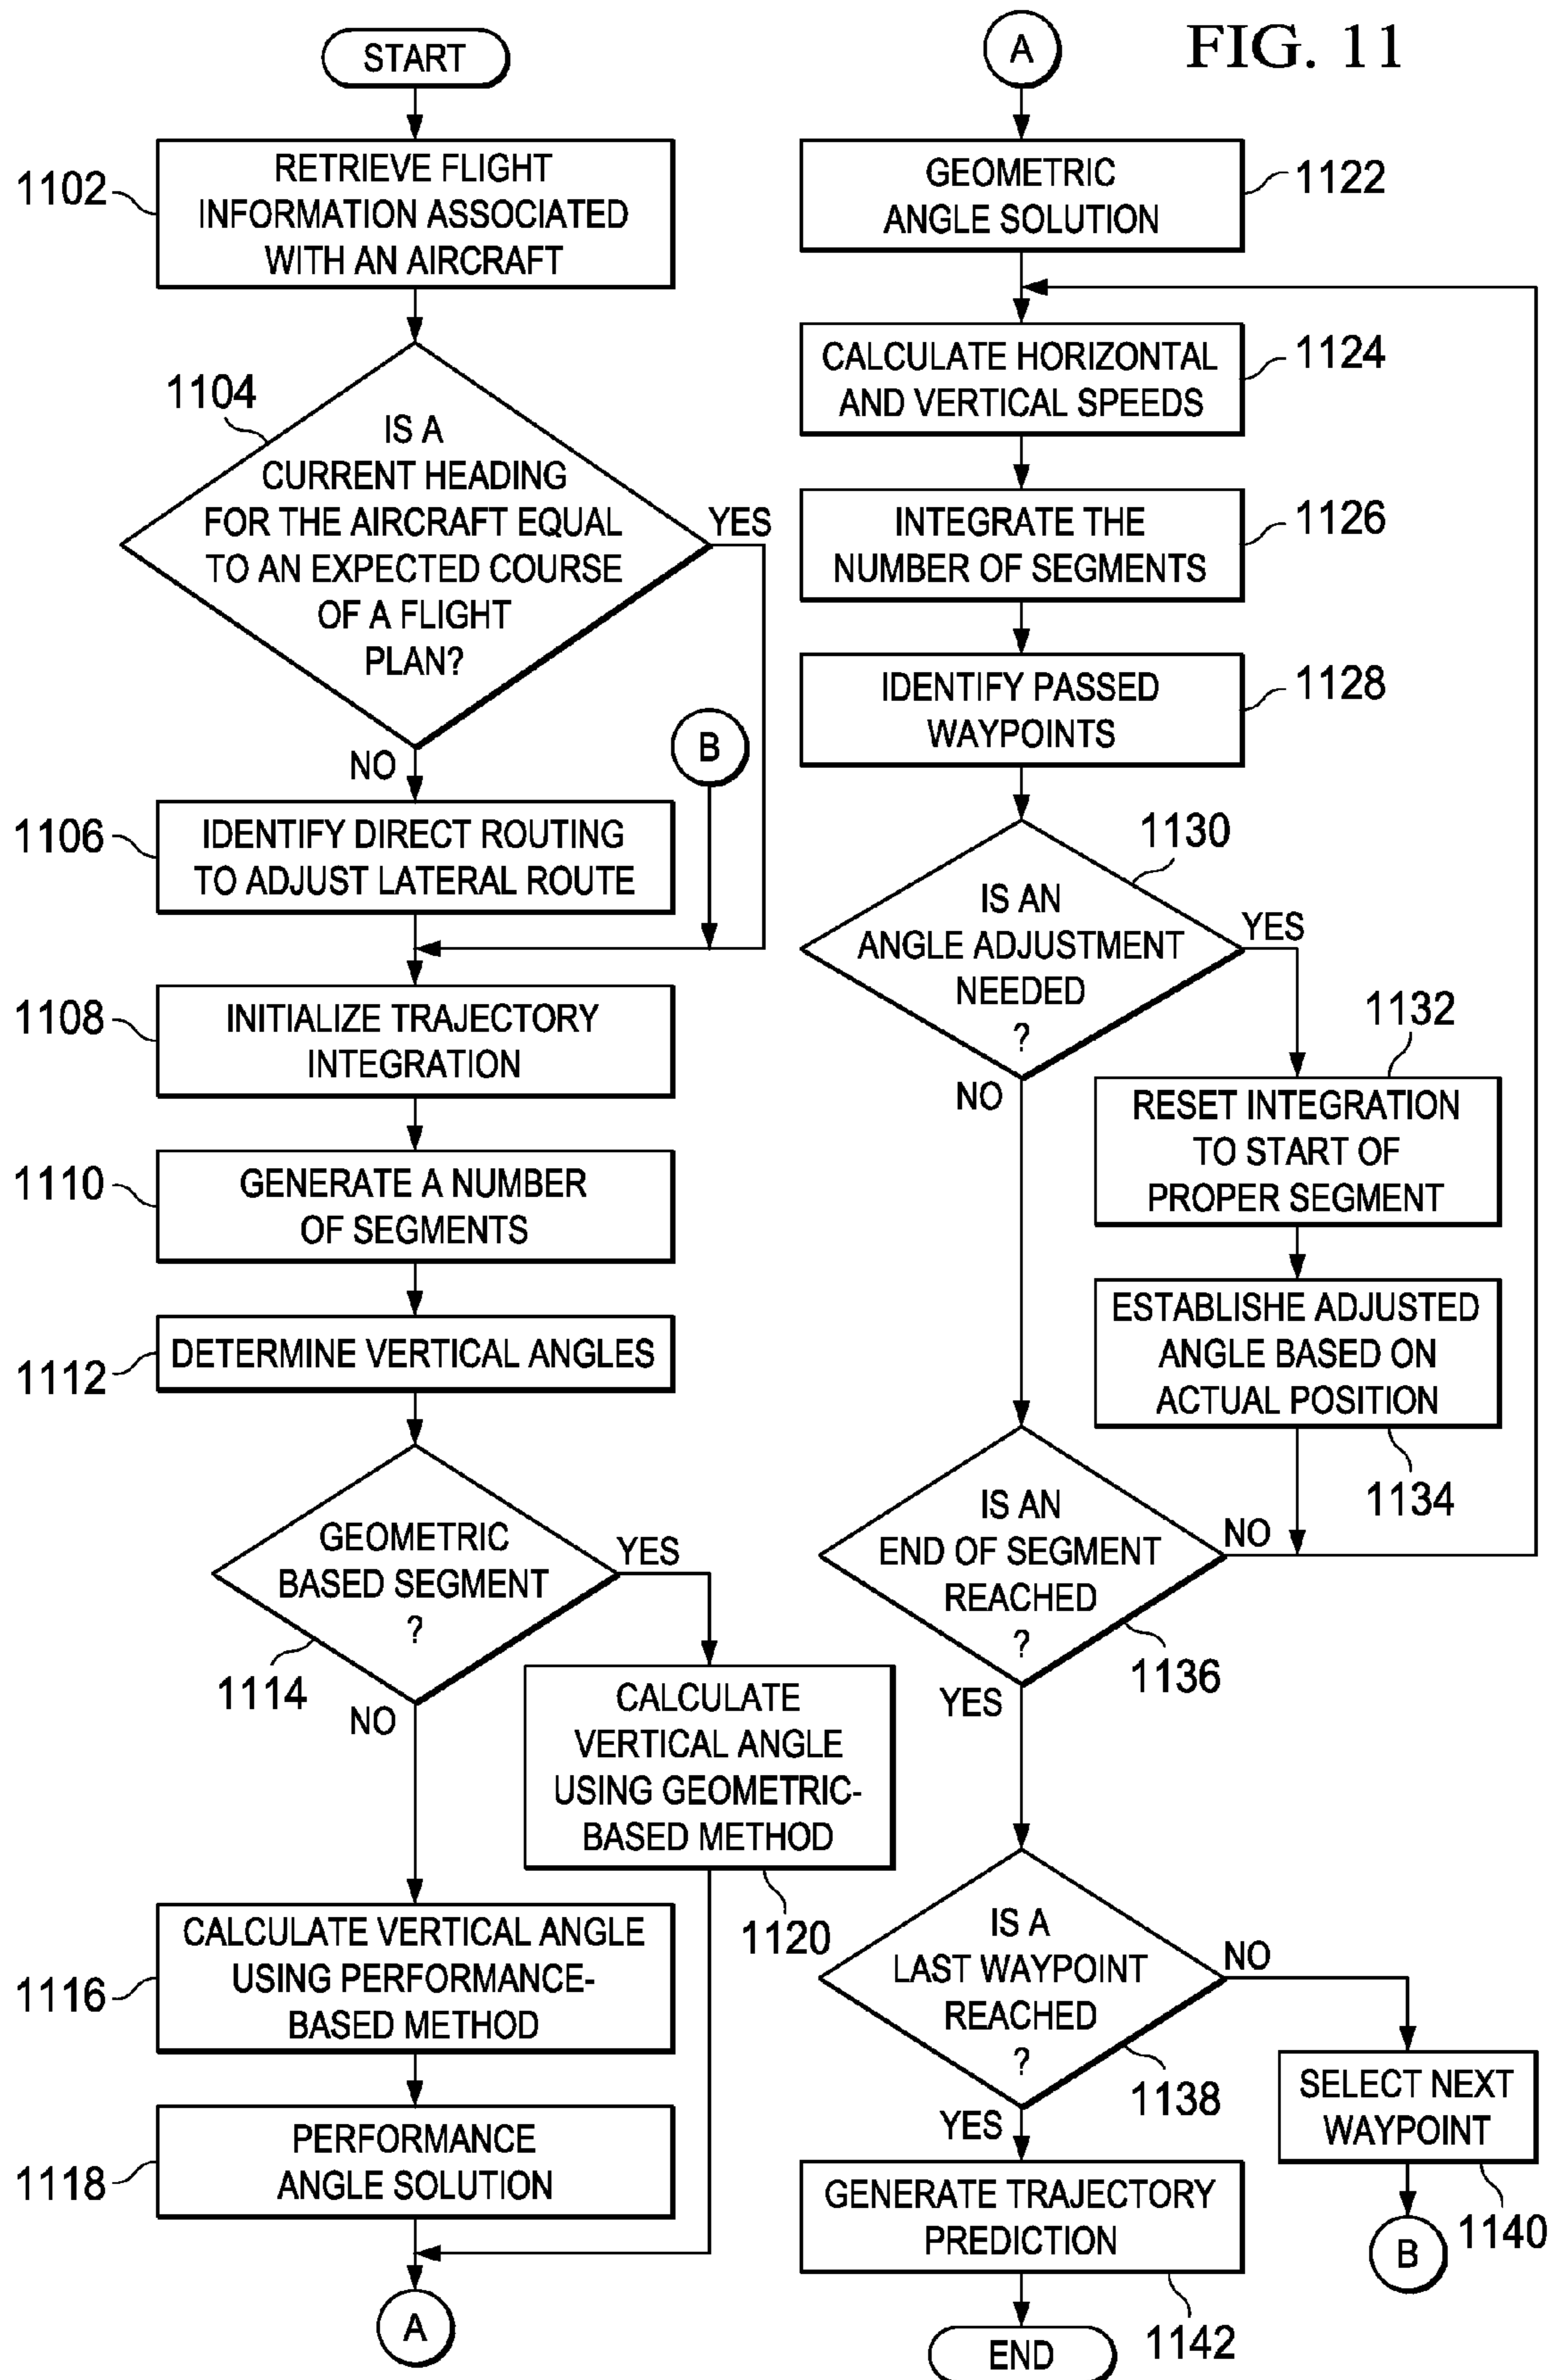 FIG. 11
START
1102
RETRIEVE FLIGHT
INFORMATION ASSOCIATED
WITH AN AIRCRAFT
1104
IS A
CURRENT HEADING
FOR THE AIRCRAFT EQUAL
TO AN EXPECTED COURSE
OF A FLIGHT
PLAN?
YES
NO
B
1106
IDENTIFY DIRECT ROUTING
TO ADJUST LATERAL ROUTE
1108
INITIALIZE TRAJECTORY
INTEGRATION
1110
GENERATE A NUMBER
OF SEGMENTS
1112
DETERMINE VERTICAL ANGLES
GEOMETRIC
BASED SEGMENT
?
1114
YES
NO
CALCULATE
VERTICAL ANGLE
USING GEOMETRIC-
BASED METHOD
1120
1116
CALCULATE VERTICAL ANGLE
USING PERFORMANCE-
BASED METHOD
1118
PERFORMANCE
ANGLE SOLUTION
A
A
GEOMETRIC
ANGLE SOLUTION
1122
CALCULATE HORIZONTAL
AND VERTICAL SPEEDS
1124
INTEGRATE THE
NUMBER OF SEGMENTS
1126
IDENTIFY PASSED
WAYPOINTS
1128
1130
IS AN
ANGLE ADJUSTMENT
NEEDED
?
YES
NO
1132
RESET INTEGRATION
TO START OF
PROPER SEGMENT
ESTABLISHE ADJUSTED
ANGLE BASED ON
ACTUAL POSITION
1134
IS AN
END OF SEGMENT
REACHED
?
NO
1136
YES
IS A
LAST WAYPOINT
REACHED
?
NO
1138
YES
SELECT NEXT
WAYPOINT
1140
B
GENERATE TRAJECTORY
PREDICTION
1142
END